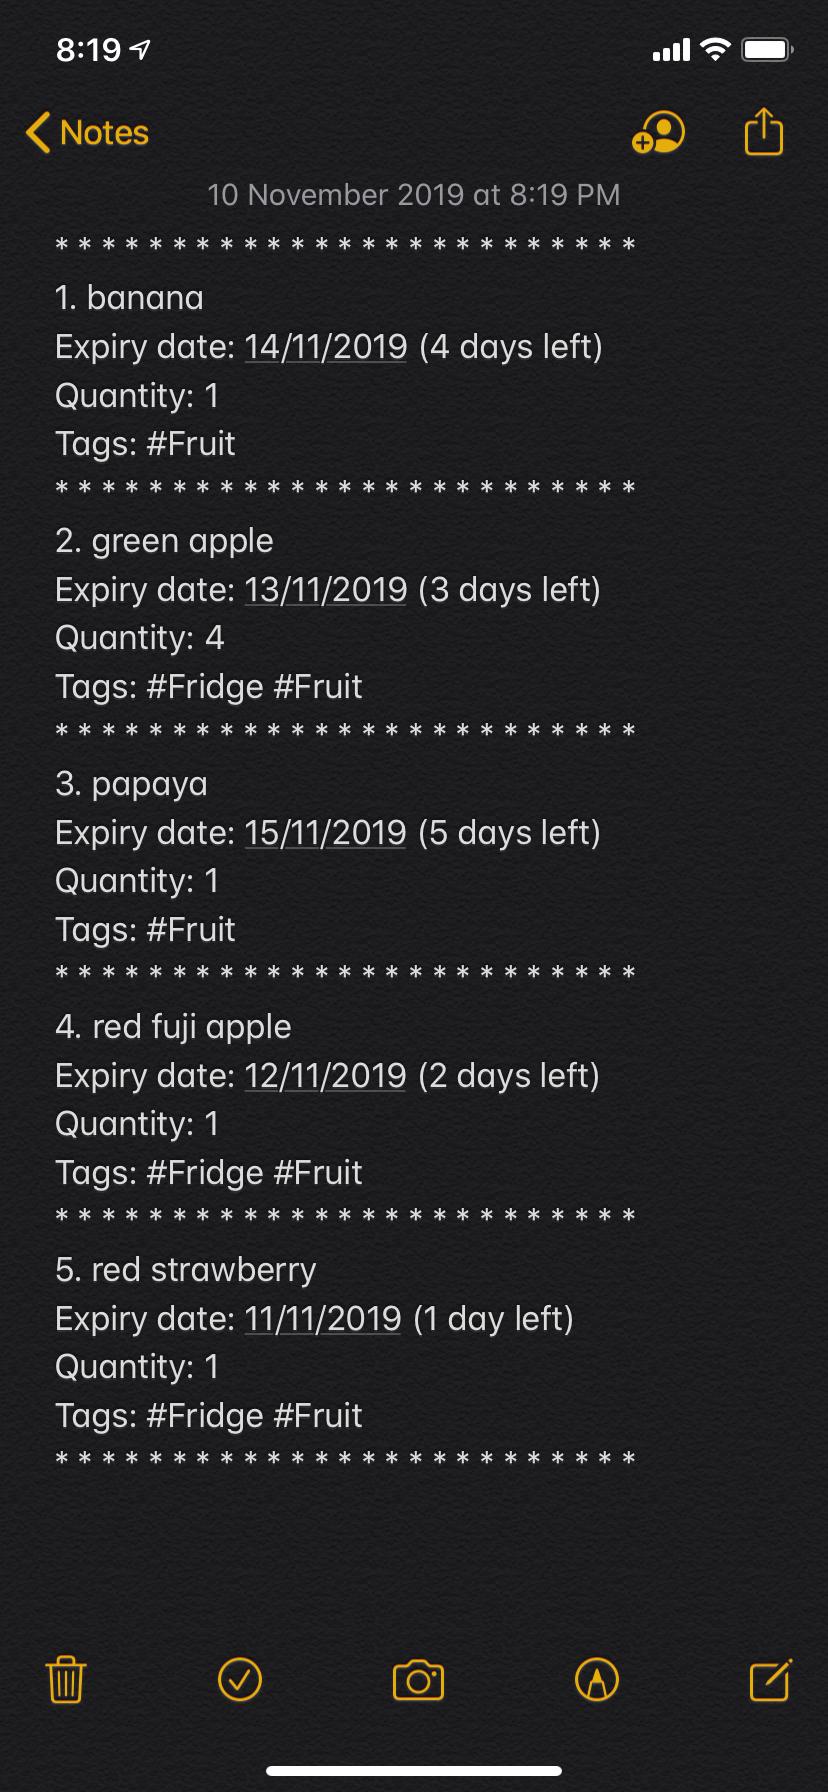 8:19
Notes
10 November 2019 at 8:19 PM
* * * * * * * * * * * * * * * * * * * * * * * * *
1. banana
Expiry date: 14/11/2019 (4 days left)
Quantity: 1
Tags: #Fruit
* * * * * * * * * * * * * * * * * * * * * * * * *
2. green apple
Expiry date: 13/11/2019 (3 days left)
Quantity: 4
Tags: #Fridge #Fruit
* * * * * * * * * * * * * * * * * * * * * * * * *
3. papaya
Expiry date: 15/11/2019 (5 days left)
Quantity: 1
Tags: #Fruit
* * * * * * * * * * * * * * * * * * * * * * * * *
4. red fuji apple
Expiry date: 12/11/2019 (2 days left)
Quantity: 1
Tags: #Fridge #Fruit
* * * * * * * * * * * * * * * * * * * * * * * * *
5. red strawberry
Expiry date: 11/11/2019 (1 day left)
Quantity: 1
Tags: #Fridge #Fruit
* * * * * * * * * * * * * * * * * * * * * * * * *